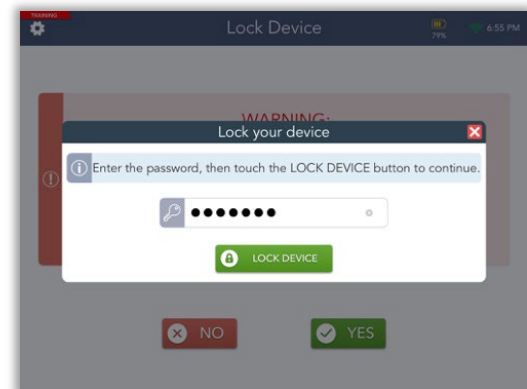 TRAINING
Lock Device
79%
6:55 PM
WARNING:
Lock your device
Enter the password, then touch the LOCK DEVICE button to continue.
LOCK DEVICE
NO
YES